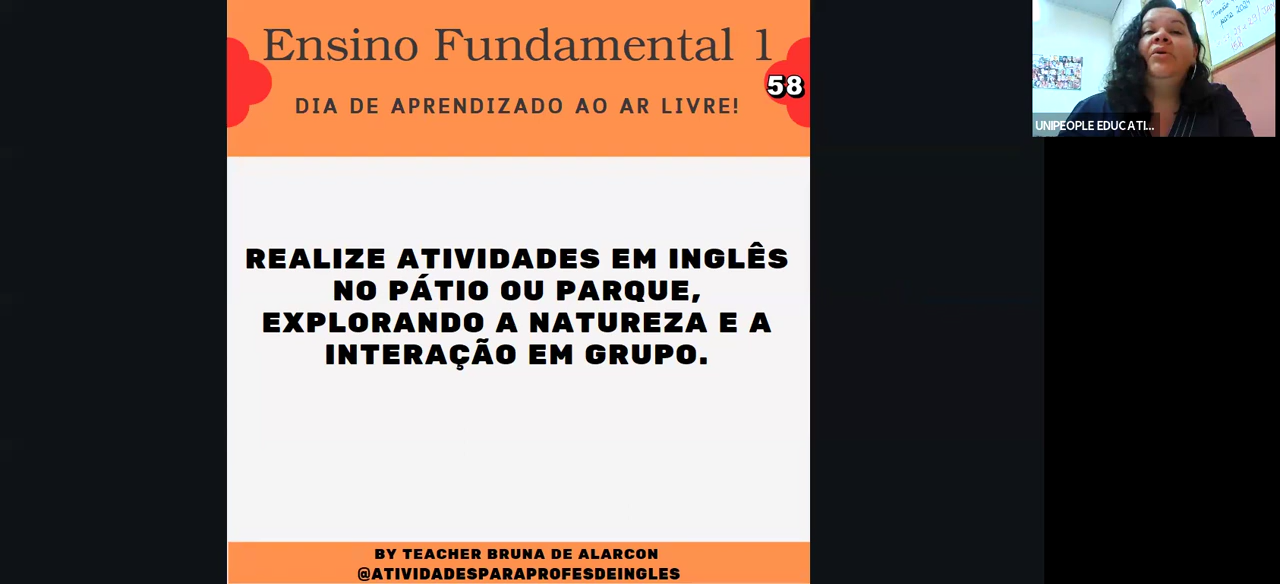 Ensino Fundamental 1
58
DIA DE APRENDIZADO AO AR LIVRE!
REALIZE ATIVIDADES EM INGLÊS
NO PÁTIO OU PARQUE,
EXPLORANDO A NATUREZA E A
INTERAÇÃO EM GRUPO.
BY TEACHER BRUNA DE ALARCON
@ATIVIDADESPARAPROFESDEINGLES
UNIPEOPLE EDUCATI...